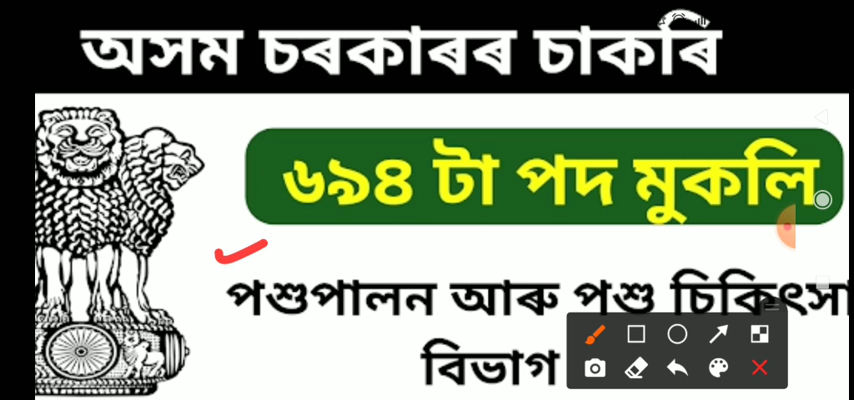 অসম চৰকাৰৰ চাকৰি
৬৯৪ টা পদ মুকলি
পশুপালন আৰু পশু চিকিৎসা
বিভাগ